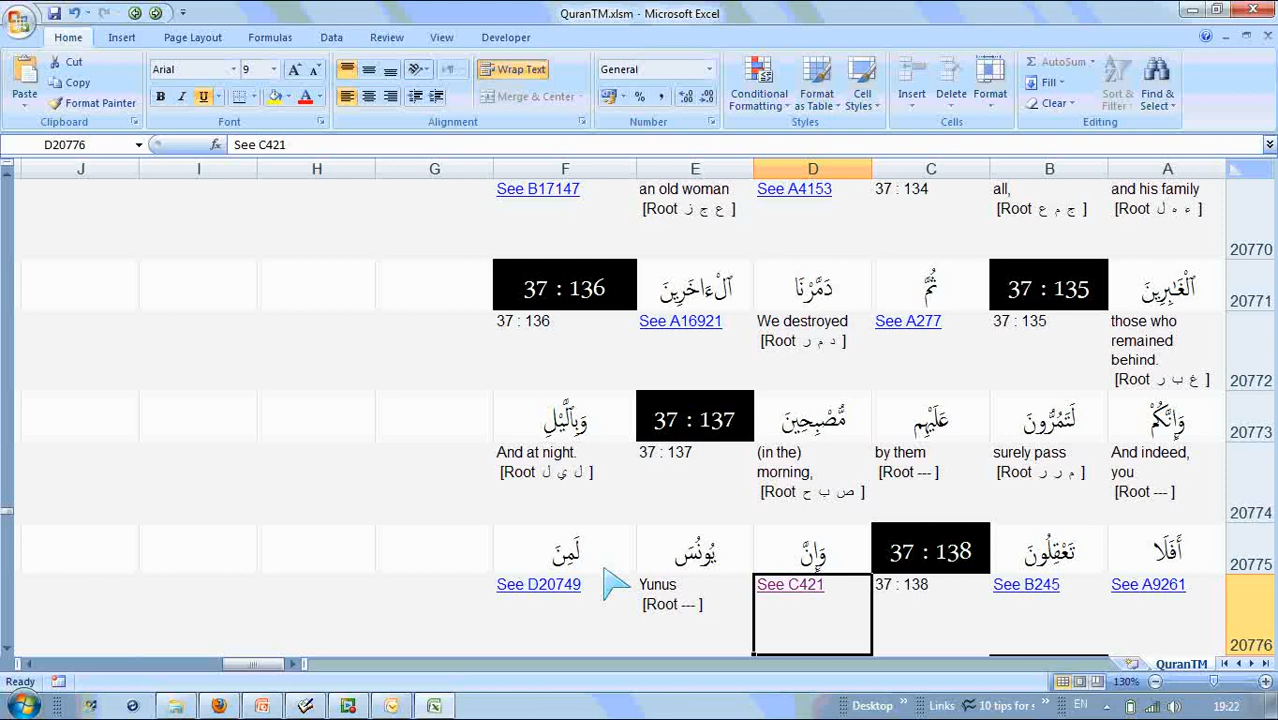 QuranTM.xlsm - Microsoft Excel
Home Insert Page Layout Formulas Data Review View Developer
Paste Cut Copy Format Painter Clipboard
Arial 9 B I U A Font
Wrap Text Merge & Center Alignment
General % , Number
Conditional Formatting Format as Table Cell Styles Styles
Insert Delete Format Cells
AutoSum Fill Clear Sort & Filter Find & Select Editing
D20776 fx See C421
J I H G F E D C B A
See B17147 an old woman [Root ع ج ز ] See A4153 37 : 134 all, [Root ج م ع ] and his family [Root ء ه ل ] 20770
37 : 136 ٱلْءَاخَرِينَ دَمَّرْنَا ثُمَّ 37 : 135 ٱلْغَٰبِرِينَ 20771
37 : 136 See A16921 We destroyed [Root د م ر ] See A277 37 : 135 those who remained behind. [Root غ ب ر ] 20772
وَبِٱلَّيْلِ 37 : 137 مُّصْبِحِينَ عَلَيْهِم لَتَمُرُّونَ وَإِنَّكُمْ 20773
And at night. [Root ل ي ل ] 37 : 137 (in the) morning, [Root ص ب ح ] by them [Root --- ] surely pass [Root م ر ر ] And indeed, you [Root --- ] 20774
لَمِنَ يُونُسَ وَإِنَّ 37 : 138 تَعْقِلُونَ أَفَلَا 20775
See D20749 Yunus [Root --- ] See C421 37 : 138 See B245 See A9261 20776
QuranTM
Ready 130%
Desktop » Links » 10 tips for s EN 19:22